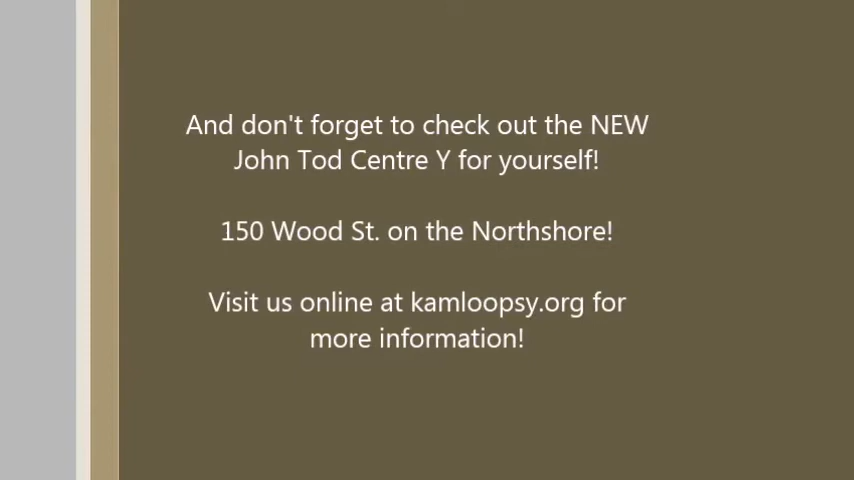 And don't forget to check out the NEW
John Tod Centre Y for yourself!
150 Wood St. on the Northshore!
Visit us online at kamloopsy.org for
more information!